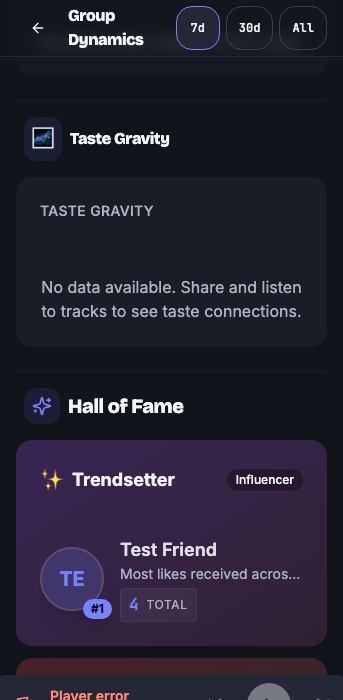 Group
Dynamics
7d
30d
All
Taste Gravity
TASTE GRAVITY
No data available. Share and listen
to tracks to see taste connections.
Hall of Fame
✨ Trendsetter
Influencer
TE
#1
Test Friend
Most likes received acros...
4 TOTAL
Player error